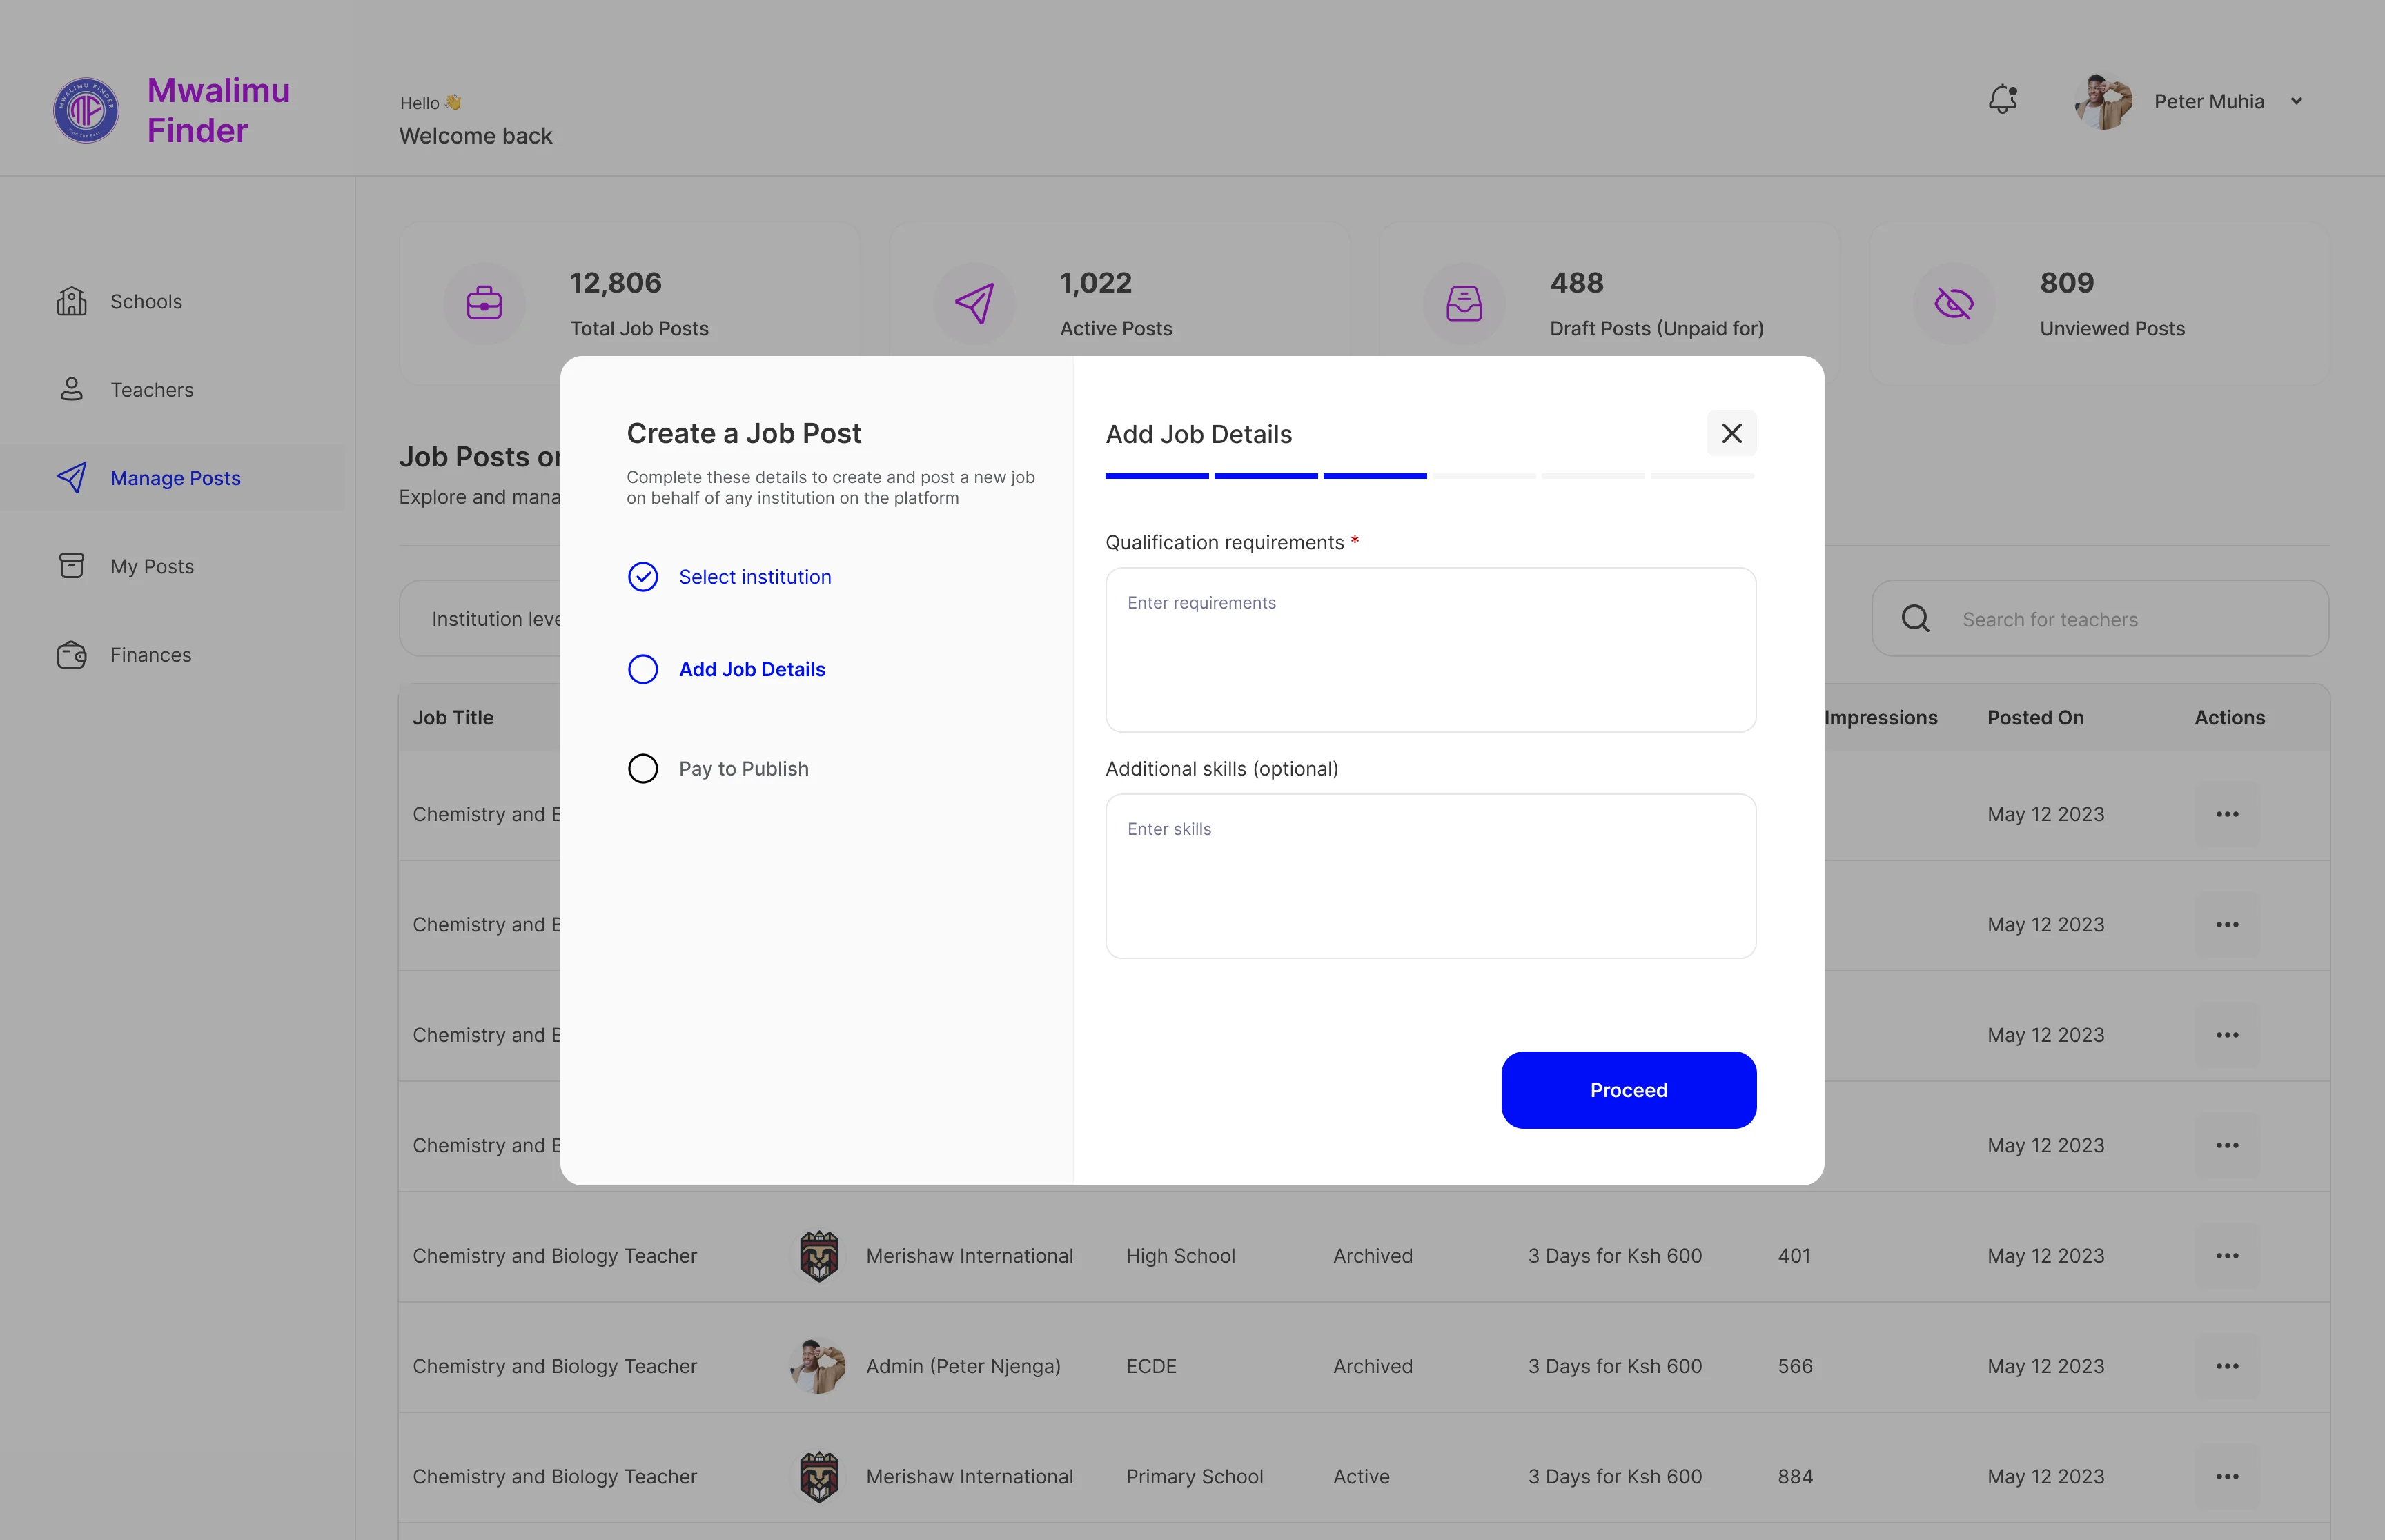 MWALIMU FINDER
Mwalimu
Finder
Hello 👋
Welcome back
Peter Muhia
Schools
Teachers
Manage Posts
My Posts
Finances
12,806
Total Job Posts
1,022
Active Posts
488
Draft Posts (Unpaid for)
809
Unviewed Posts
Job Posts or
Explore and mana
Institution leve
Search for teachers
Create a Job Post
Complete these details to create and post a new job
on behalf of any institution on the platform
Select institution
Add Job Details
Pay to Publish
Add Job Details
Qualification requirements *
Enter requirements
Additional skills (optional)
Enter skills
Proceed
Job Title Impressions Posted On Actions
Chemistry and B May 12 2023
Chemistry and B May 12 2023
Chemistry and B May 12 2023
Chemistry and B May 12 2023
Chemistry and Biology Teacher Merishaw International High School Archived 3 Days for Ksh 600 401 May 12 2023
Chemistry and Biology Teacher Admin (Peter Njenga) ECDE Archived 3 Days for Ksh 600 566 May 12 2023
Chemistry and Biology Teacher Merishaw International Primary School Active 3 Days for Ksh 600 884 May 12 2023